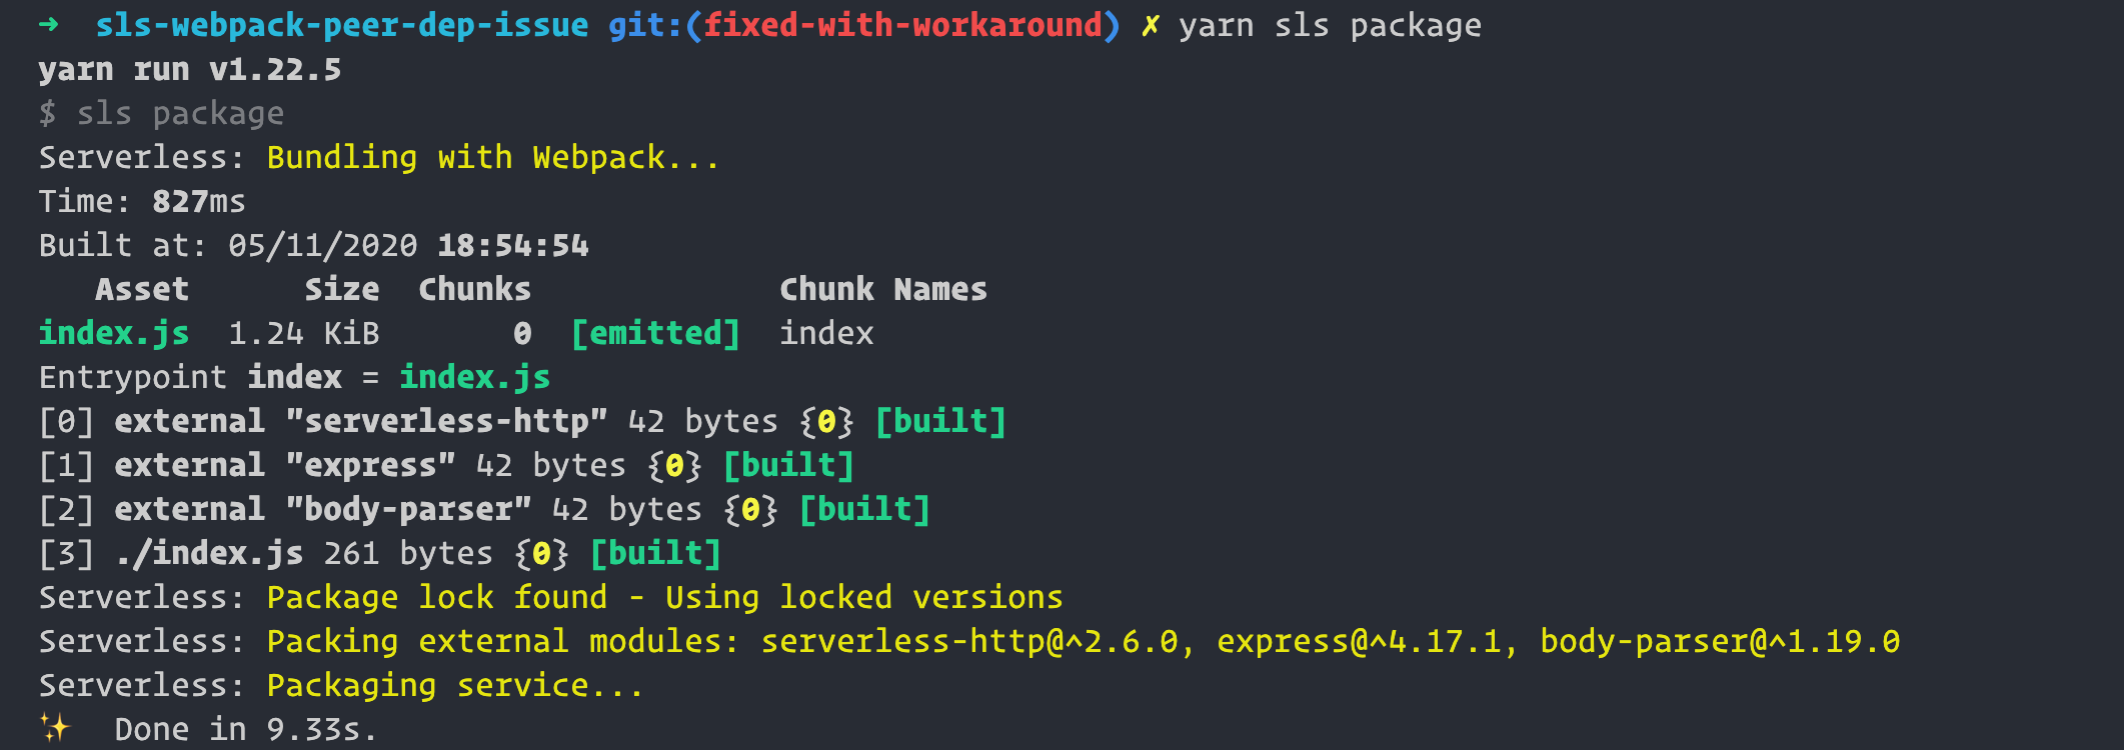 ➜  sls-webpack-peer-dep-issue git:(fixed-with-workaround) ✗ yarn sls package
yarn run v1.22.5
$ sls package
Serverless: Bundling with Webpack...
Time: 827ms
Built at: 05/11/2020 18:54:54
   Asset      Size  Chunks             Chunk Names
index.js  1.24 KiB       0  [emitted]  index
Entrypoint index = index.js
[0] external "serverless-http" 42 bytes {0} [built]
[1] external "express" 42 bytes {0} [built]
[2] external "body-parser" 42 bytes {0} [built]
[3] ./index.js 261 bytes {0} [built]
Serverless: Package lock found - Using locked versions
Serverless: Packing external modules: serverless-http@^2.6.0, express@^4.17.1, body-parser@^1.19.0
Serverless: Packaging service...
✨  Done in 9.33s.